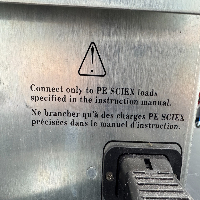 Connect only to PE SCIEX loads
specified in the instruction manual.
Ne brancher qu'à des charges PE SCIEX
précisées dans le manuel d'instruction.